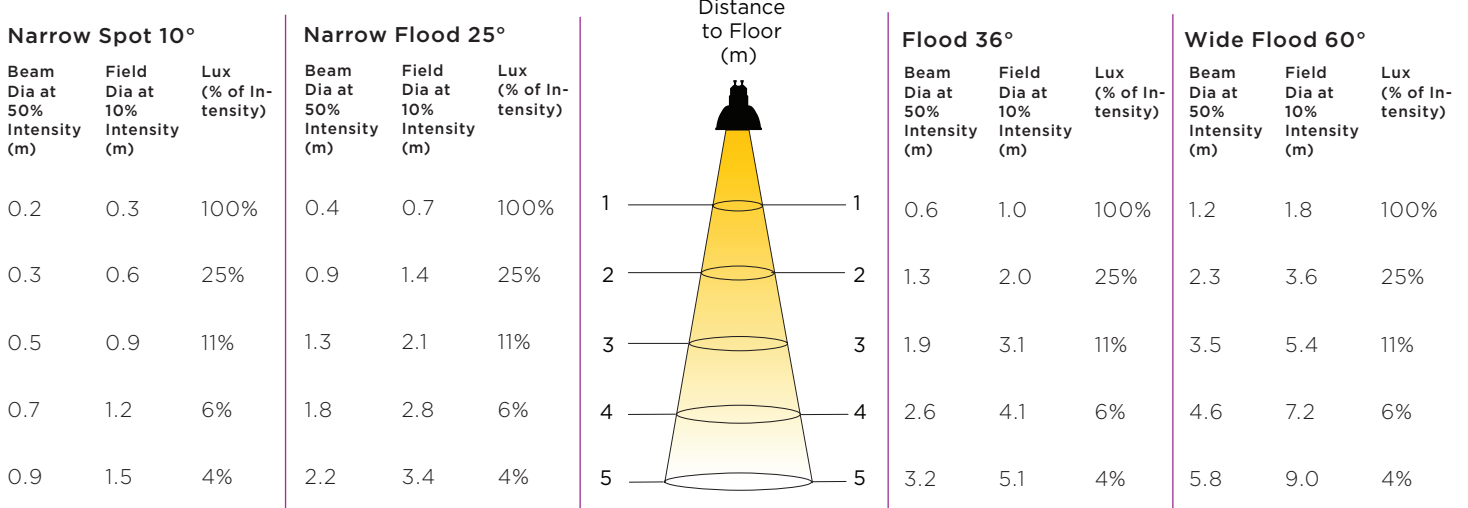 Distance
to Floor
(m)
Narrow Spot 10°
Narrow Flood 25°
Flood 36°
Wide Flood 60°
Beam Field Lux Beam Field Lux Beam Field Lux Beam Field Lux
Dia at Dia at (% of In- Dia at Dia at (% of In- Dia at Dia at (% of In- Dia at Dia at (% of In-
50% 10% tensity) 50% 10% tensity) 50% 10% tensity) 50% 10% tensity)
Intensity Intensity Intensity Intensity Intensity Intensity Intensity Intensity
(m) (m) (m) (m) (m) (m) (m) (m)
0.2 0.3 100% 0.4 0.7 100% 1 1 0.6 1.0 100% 1.2 1.8 100%
0.3 0.6 25% 0.9 1.4 25% 2 2 1.3 2.0 25% 2.3 3.6 25%
0.5 0.9 11% 1.3 2.1 11% 3 3 1.9 3.1 11% 3.5 5.4 11%
0.7 1.2 6% 1.8 2.8 6% 4 4 2.6 4.1 6% 4.6 7.2 6%
0.9 1.5 4% 2.2 3.4 4% 5 5 3.2 5.1 4% 5.8 9.0 4%